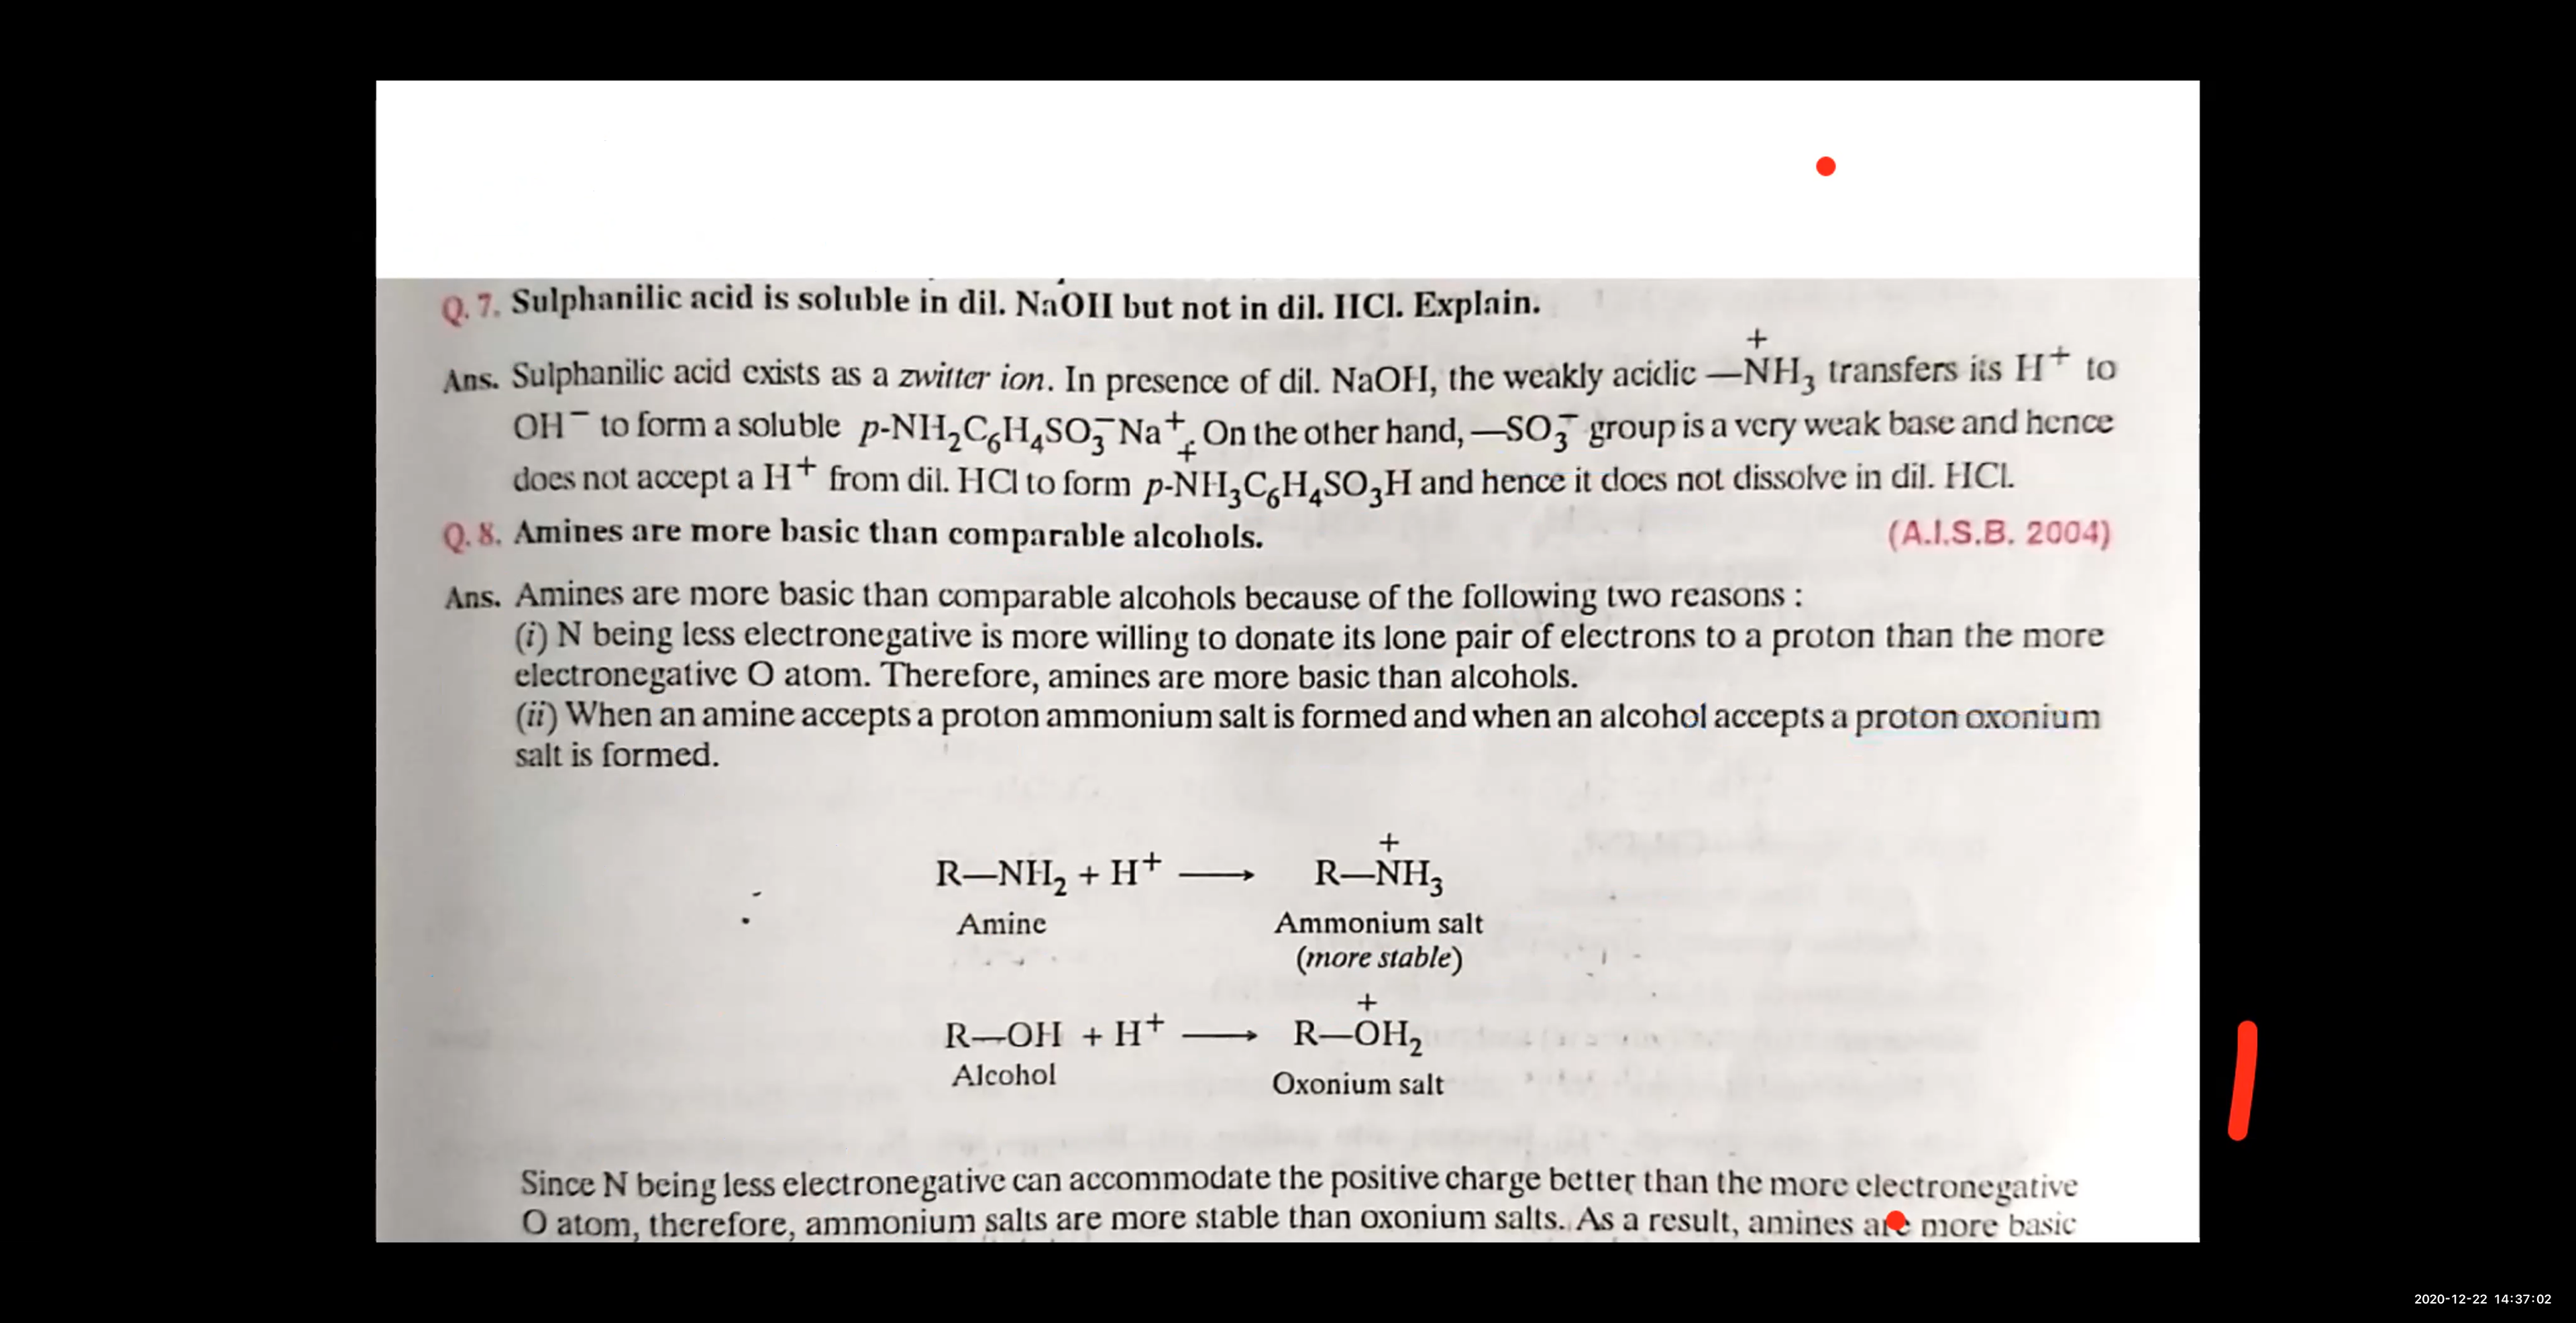 Q. 7. Sulphanilic acid is soluble in dil. NaOH but not in dil. HCl. Explain.
Ans. Sulphanilic acid exists as a zwitter ion. In presence of dil. NaOH, the weakly acidic —N⁺H₃ transfers its H⁺ to
OH⁻ to form a soluble p-NH₂C₆H₄SO₃⁻Na⁺. On the other hand, —SO₃⁻ group is a very weak base and hence
does not accept a H⁺ from dil. HCl to form p-N⁺H₃C₆H₄SO₃H and hence it does not dissolve in dil. HCl.
Q. 8. Amines are more basic than comparable alcohols. (A.I.S.B. 2004)
Ans. Amines are more basic than comparable alcohols because of the following two reasons :
(i) N being less electronegative is more willing to donate its lone pair of electrons to a proton than the more
electronegative O atom. Therefore, amines are more basic than alcohols.
(ii) When an amine accepts a proton ammonium salt is formed and when an alcohol accepts a proton oxonium
salt is formed.
R—NH₂ + H⁺ ⟶ R—N⁺H₃
Amine Ammonium salt
(more stable)
R—OH + H⁺ ⟶ R—O⁺H₂
Alcohol Oxonium salt
Since N being less electronegative can accommodate the positive charge better than the more electronegative
O atom, therefore, ammonium salts are more stable than oxonium salts. As a result, amines are more basic
2020-12-22 14:37:02